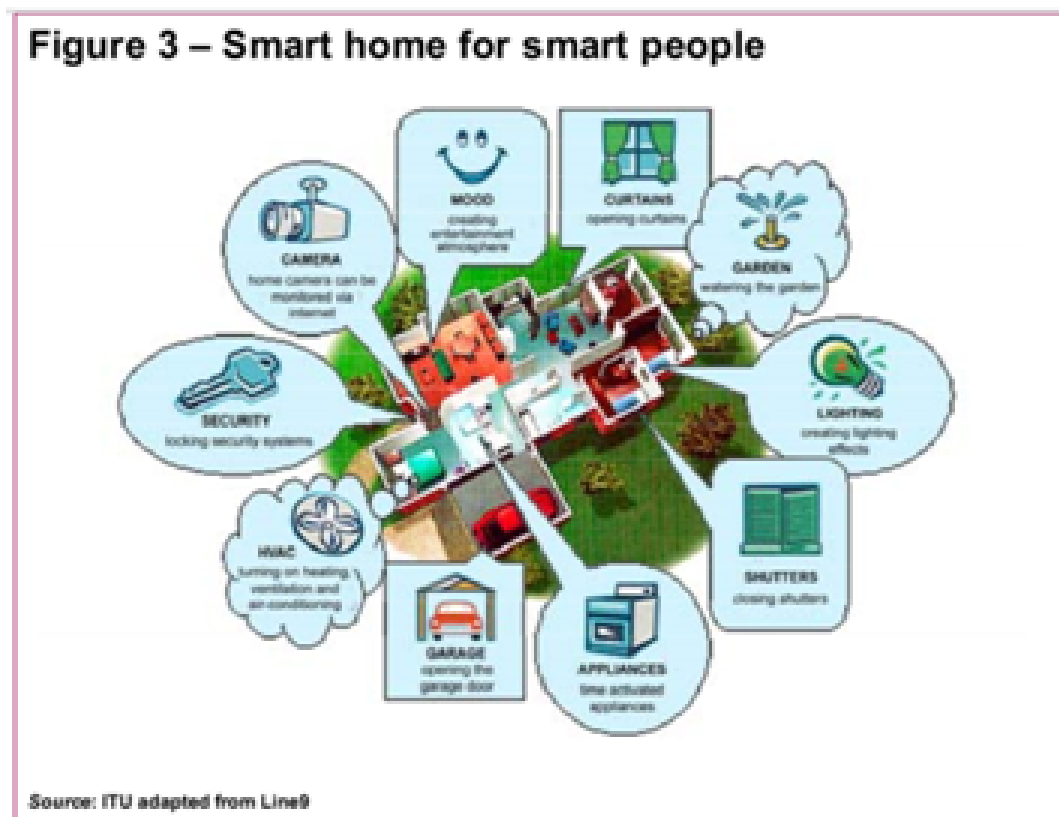 Figure 3 – Smart home for smart people
MOOD
creating
entertainment
atmosphere
CURTAINS
opening curtains
CAMERA
home camera can be
monitored via
internet
GARDEN
watering the garden
SECURITY
locking security systems
LIGHTING
creating lighting
effects
HVAC
turning on heating,
ventilation and
air-conditioning
SHUTTERS
closing shutters
GARAGE
opening the
garage door
APPLIANCES
time activated
appliances
Source: ITU adapted from Line9